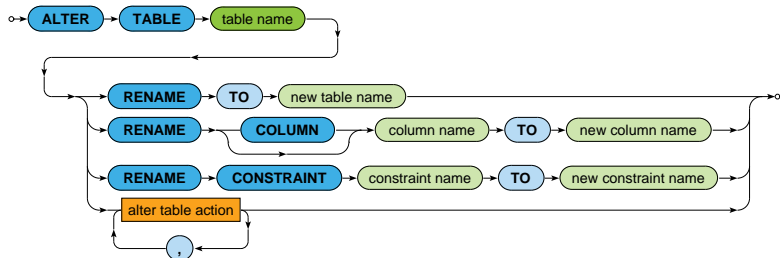 ALTER TABLE table name
RENAME TO new table name
RENAME COLUMN column name TO new column name
RENAME CONSTRAINT constraint name TO new constraint name
alter table action
,